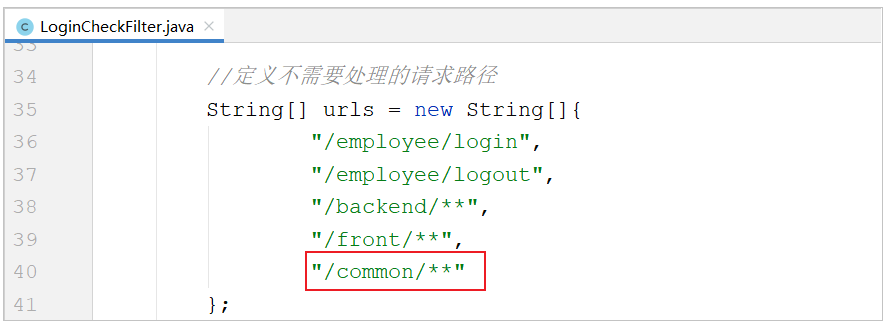 LoginCheckFilter.java
33
34 //定义不需要处理的请求路径
35 String[] urls = new String[]{
36 "/employee/login",
37 "/employee/logout",
38 "/backend/**",
39 "/front/**",
40 "/common/**"
41 };